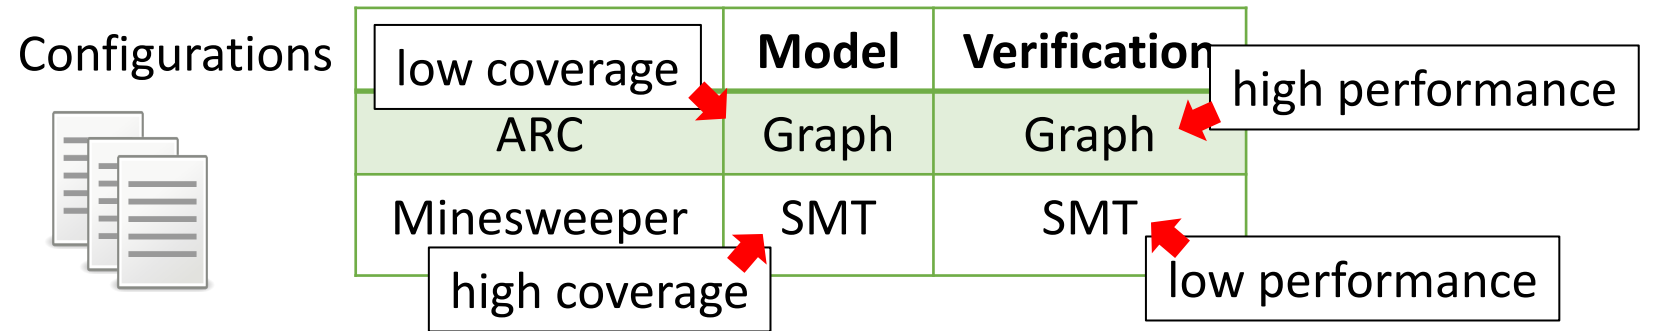 Configurations
low coverage
Model
Verification
high performance
ARC
Graph
Graph
Minesweeper
SMT
SMT
high coverage
low performance